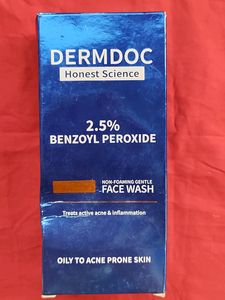 DERMDOC
Honest Science
2.5%
BENZOYL PEROXIDE
NON-FOAMING GENTLE
FACE WASH
Treats active acne & inflammation
OILY TO ACNE PRONE SKIN